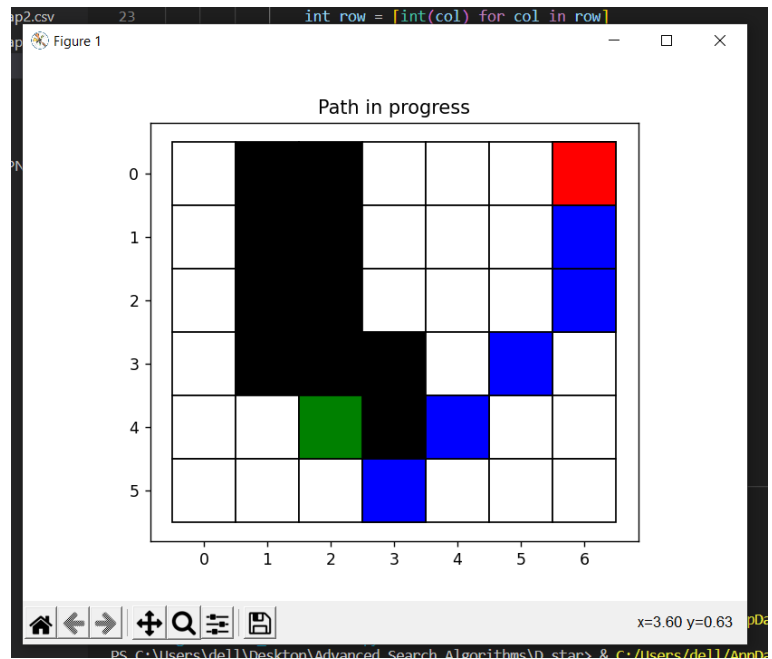 ap2.csv 23 int row = [int(col) for col in row]
Figure 1
Path in progress
0
1
2
3
4
5
0 1 2 3 4 5 6
x=3.60 y=0.63
PS C:\Users\dell\Desktop\Advanced Search Algorithms\D star> & C:/Users/dell/AppDa